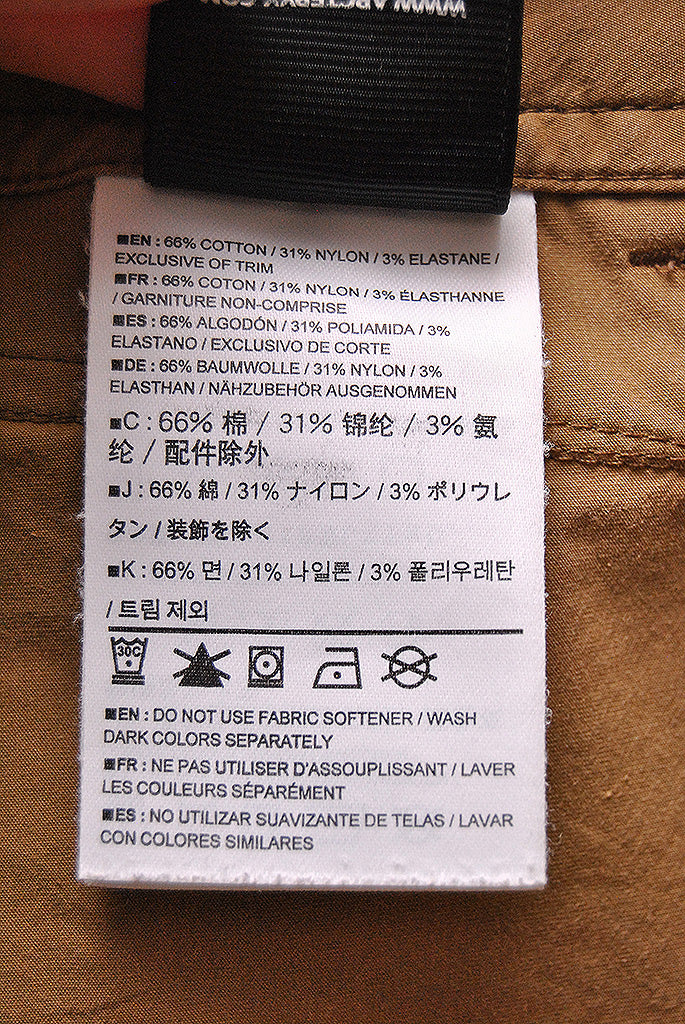 WWW.ARCTERYX.COM
■EN : 66% COTTON / 31% NYLON / 3% ELASTANE /
EXCLUSIVE OF TRIM
■FR : 66% COTON / 31% NYLON / 3% ÉLASTHANNE
/ GARNITURE NON-COMPRISE
■ES : 66% ALGODÓN / 31% POLIAMIDA / 3%
ELASTANO / EXCLUSIVO DE CORTE
■DE : 66% BAUMWOLLE / 31% NYLON / 3%
ELASTHAN / NÄHZUBEHÖR AUSGENOMMEN
■C : 66% 棉 / 31% 锦纶 / 3% 氨
纶 / 配件除外
■J : 66% 綿 / 31% ナイロン / 3% ポリウレ
タン / 装飾を除く
■K : 66% 면 / 31% 나일론 / 3% 폴리우레탄
/ 트림 제외
30C
■EN : DO NOT USE FABRIC SOFTENER / WASH
DARK COLORS SEPARATELY
■FR : NE PAS UTILISER D'ASSOUPLISSANT / LAVER
LES COULEURS SÉPARÉMENT
■ES : NO UTILIZAR SUAVIZANTE DE TELAS / LAVAR
CON COLORES SIMILARES